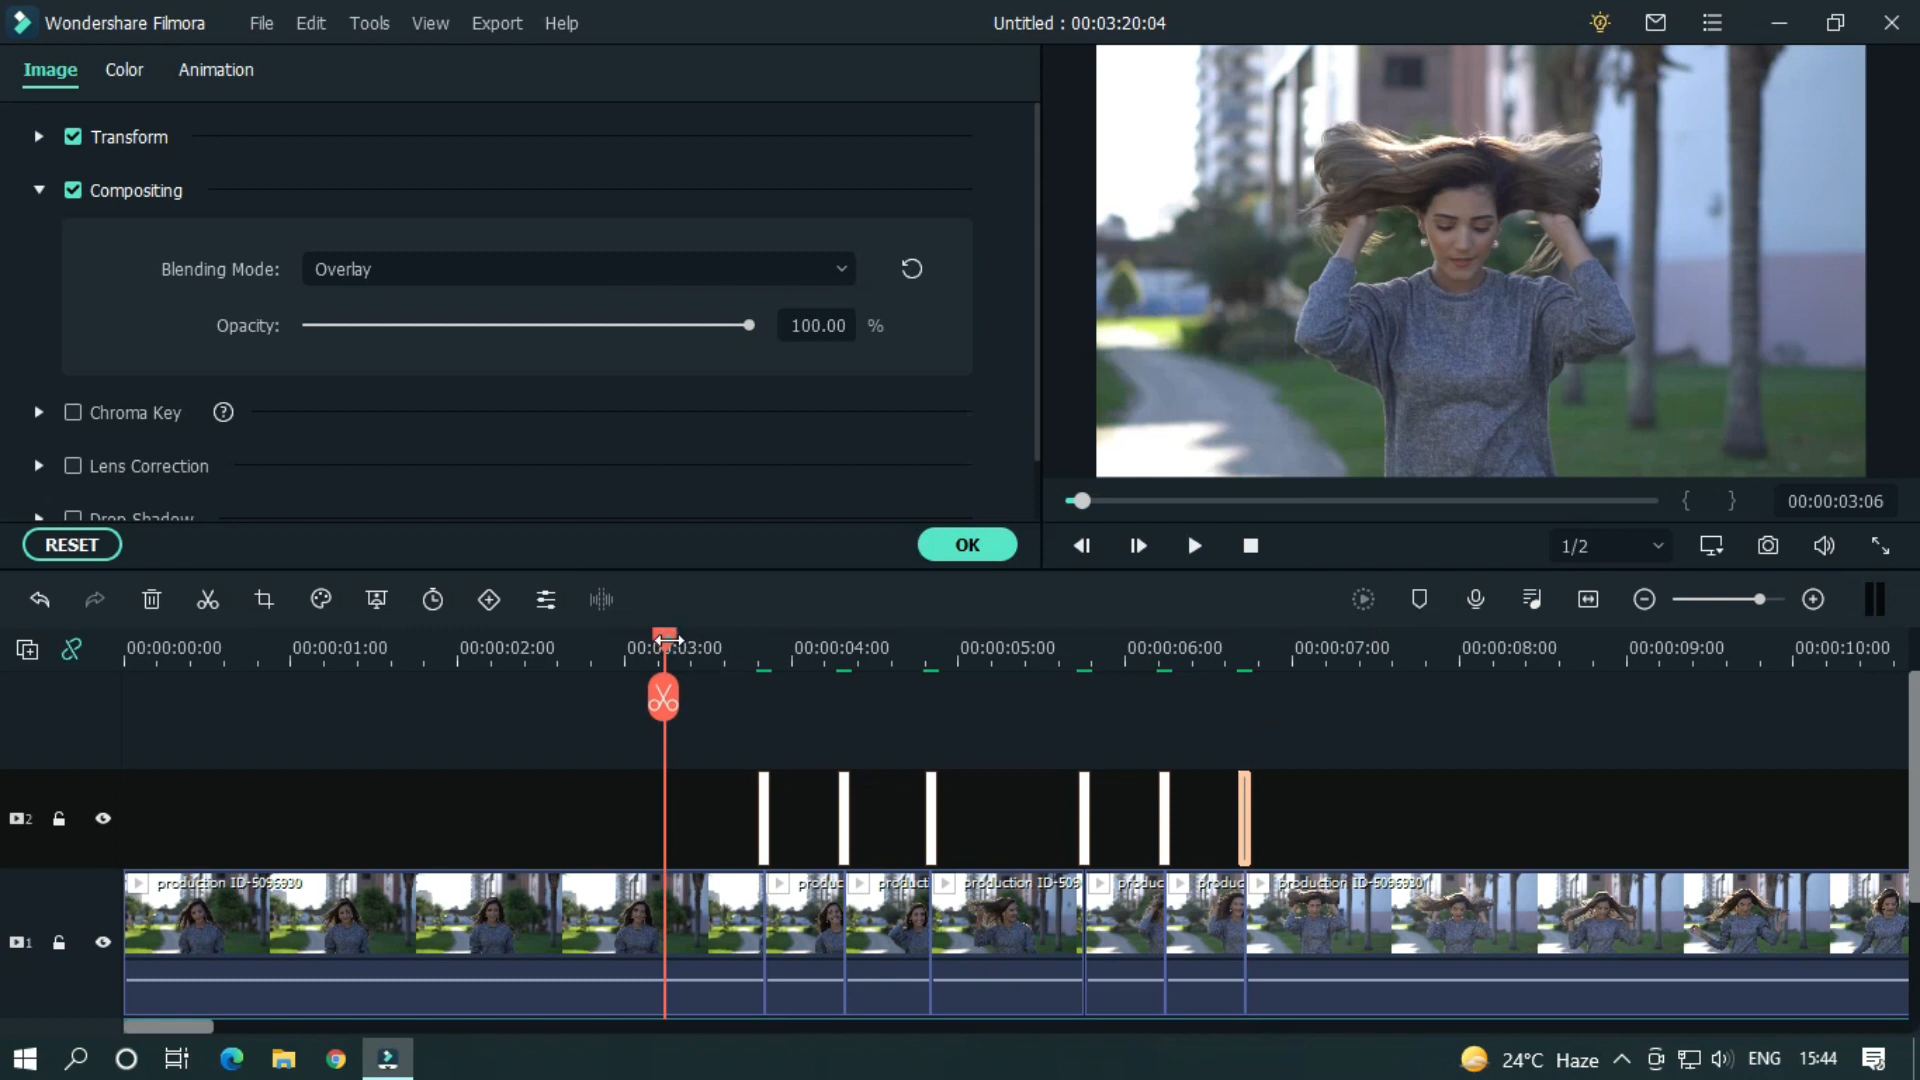 Wondershare Filmora File Edit Tools View Export Help Untitled : 00:03:20:04
Image Color Animation
Transform
Compositing
Blending Mode: Overlay
Opacity: 100.00 %
Chroma Key ?
Lens Correction
Drop Shadow
{ } 00:00:03:06
RESET OK 1/2
00:00:00:00 00:00:01:00 00:00:02:00 00:00:03:00 00:00:04:00 00:00:05:00 00:00:06:00 00:00:07:00 00:00:08:00 00:00:09:00 00:00:10:00
2
production ID-5096930 produc product production ID-509 produc produc production ID-5096930
1
24°C Haze ENG 15:44